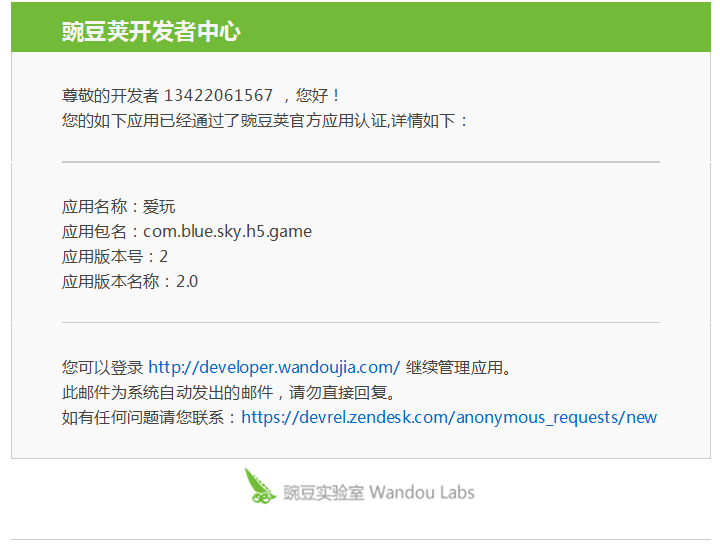 豌豆荚开发者中心
尊敬的开发者 13422061567 ，您好！
您的如下应用已经通过了豌豆荚官方应用认证,详情如下：
应用名称：爱玩
应用包名：com.blue.sky.h5.game
应用版本号：2
应用版本名称：2.0
您可以登录 http://developer.wandoujia.com/ 继续管理应用。
此邮件为系统自动发出的邮件，请勿直接回复。
如有任何问题请您联系：https://devrel.zendesk.com/anonymous_requests/new
豌豆实验室 Wandou Labs